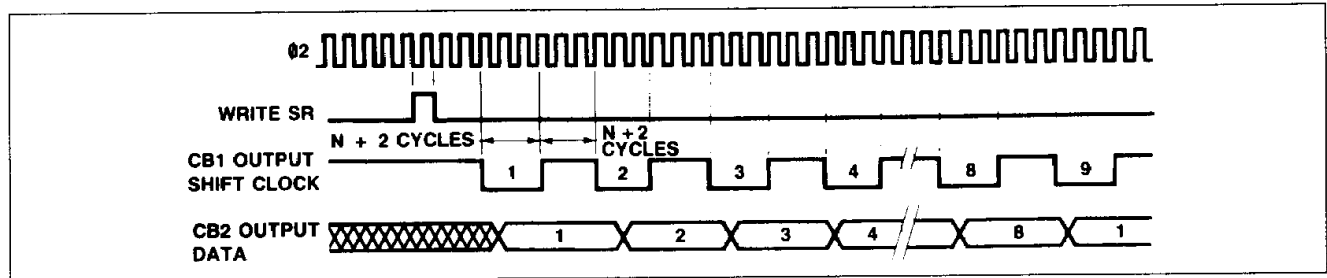 Φ2
WRITE SR
N + 2 CYCLES
N + 2
CYCLES
CB1 OUTPUT
SHIFT CLOCK
1 2 3 4 8 9
CB2 OUTPUT
DATA
1 2 3 4 8 1